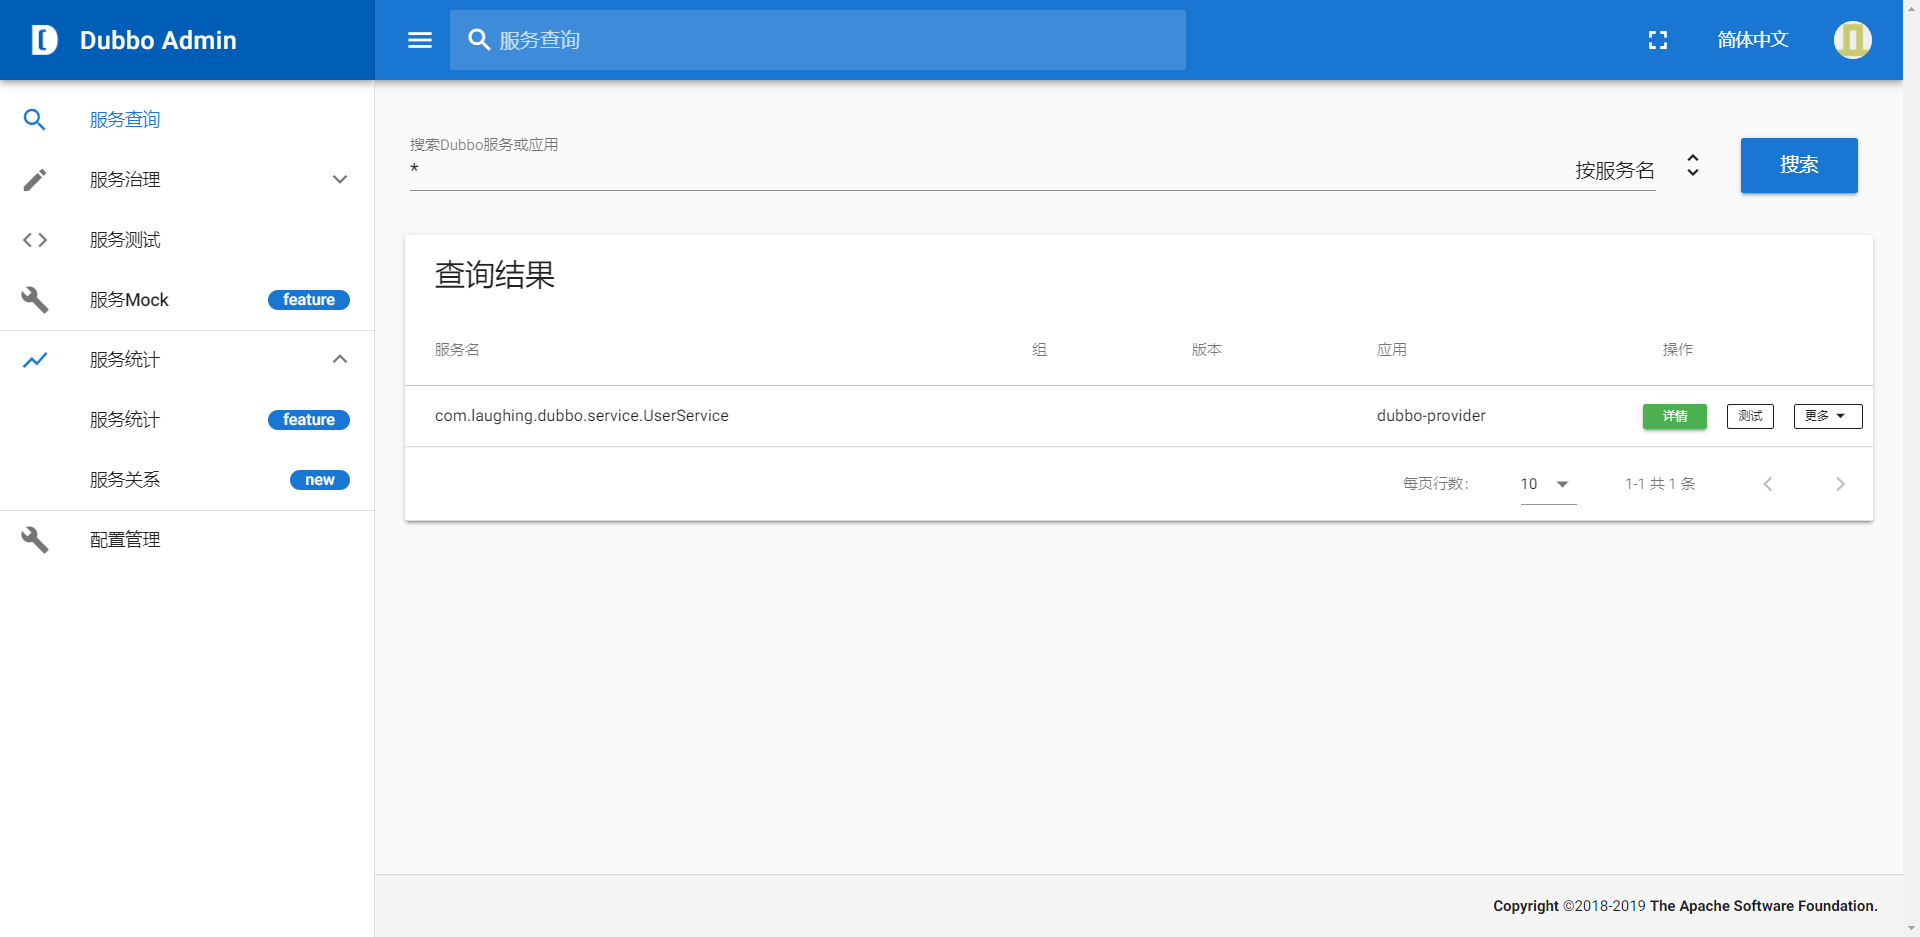 Dubbo Admin
服务查询
简体中文
服务查询
服务治理
服务测试
服务Mock feature
服务统计
服务统计 feature
服务关系 new
配置管理
搜索Dubbo服务或应用
* 按服务名
搜索
查询结果
服务名 组 版本 应用 操作
com.laughing.dubbo.service.UserService dubbo-provider 详情 测试 更多
每页行数: 10 1-1 共 1 条
Copyright ©2018-2019 The Apache Software Foundation.